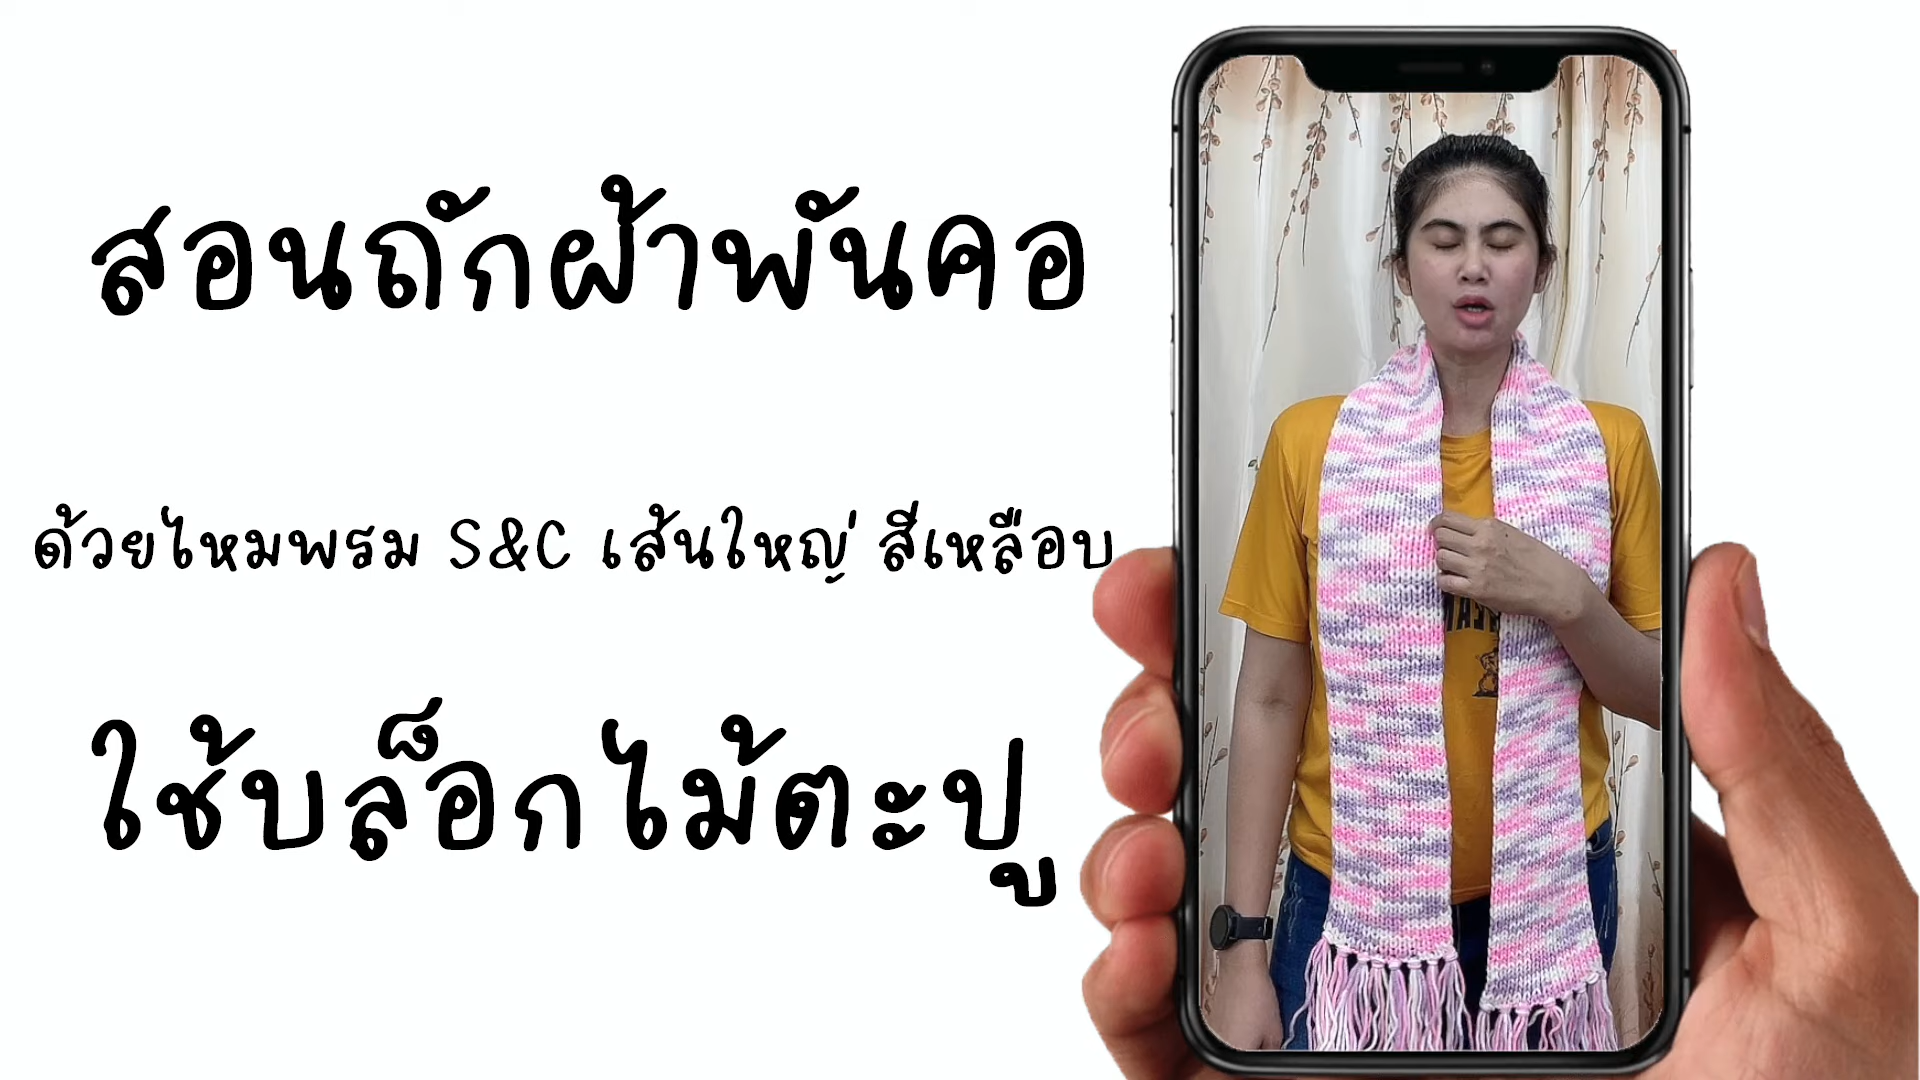 สอนถักผ้าพันคอ
ด้วยไหมพรม S&C เส้นใหญ่ สีเหลือบ
ใช้บล็อกไม้ตะปู